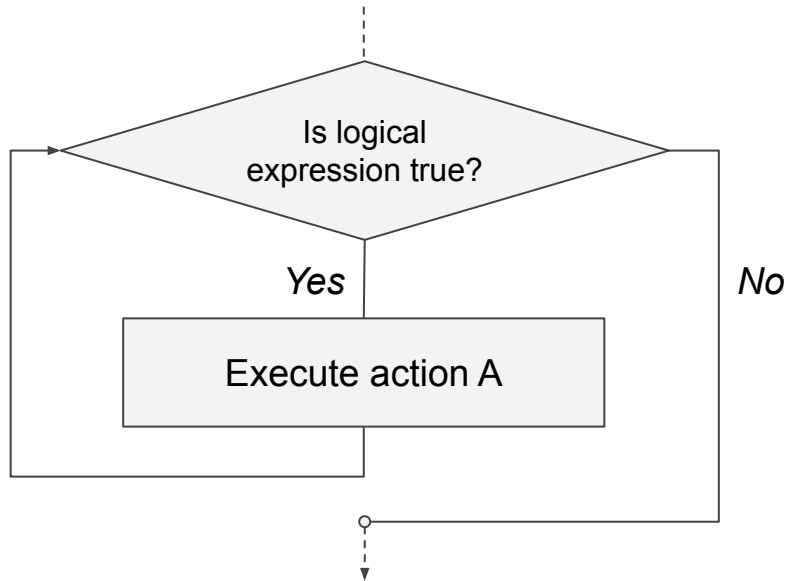 Is logical
expression true?
Yes
No
Execute action A